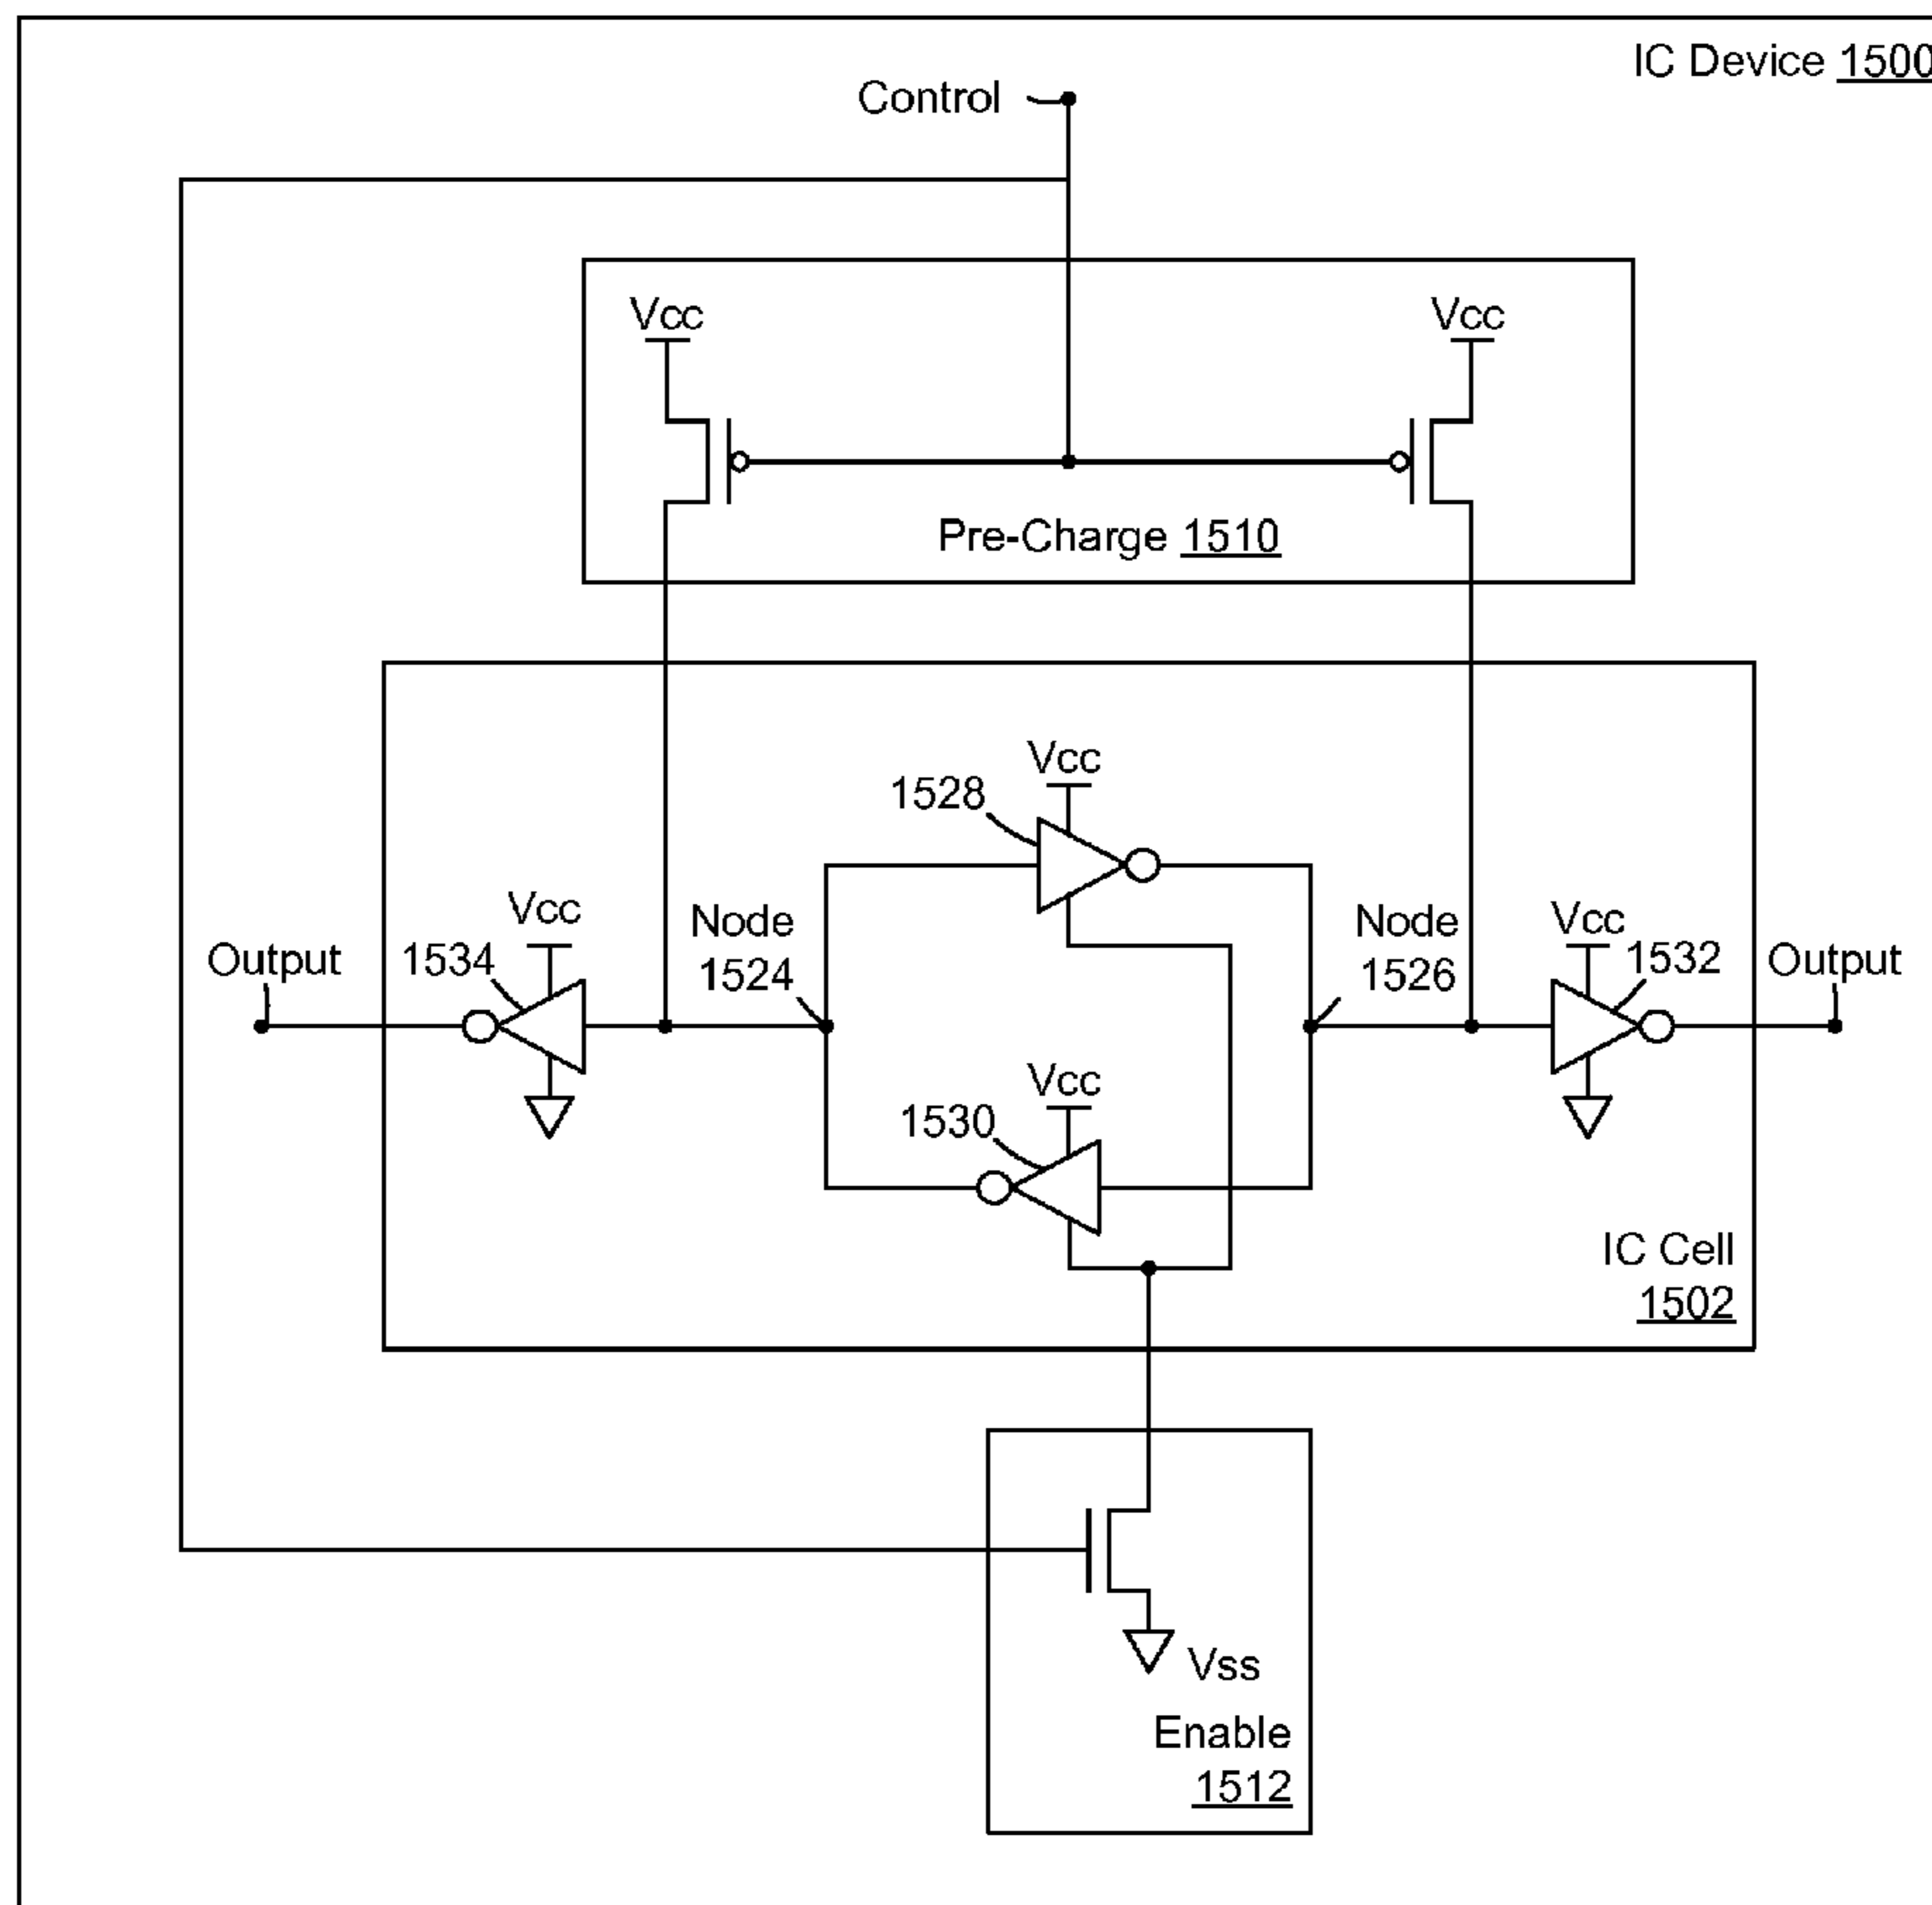 IC Device 1500
Control
Vcc
Vcc
Pre-Charge 1510
Vcc
1528
Vcc
Node
1524
Node
1526
Vcc
Output
1534
1532
Output
Vcc
1530
IC Cell
1502
Vss
Enable
1512